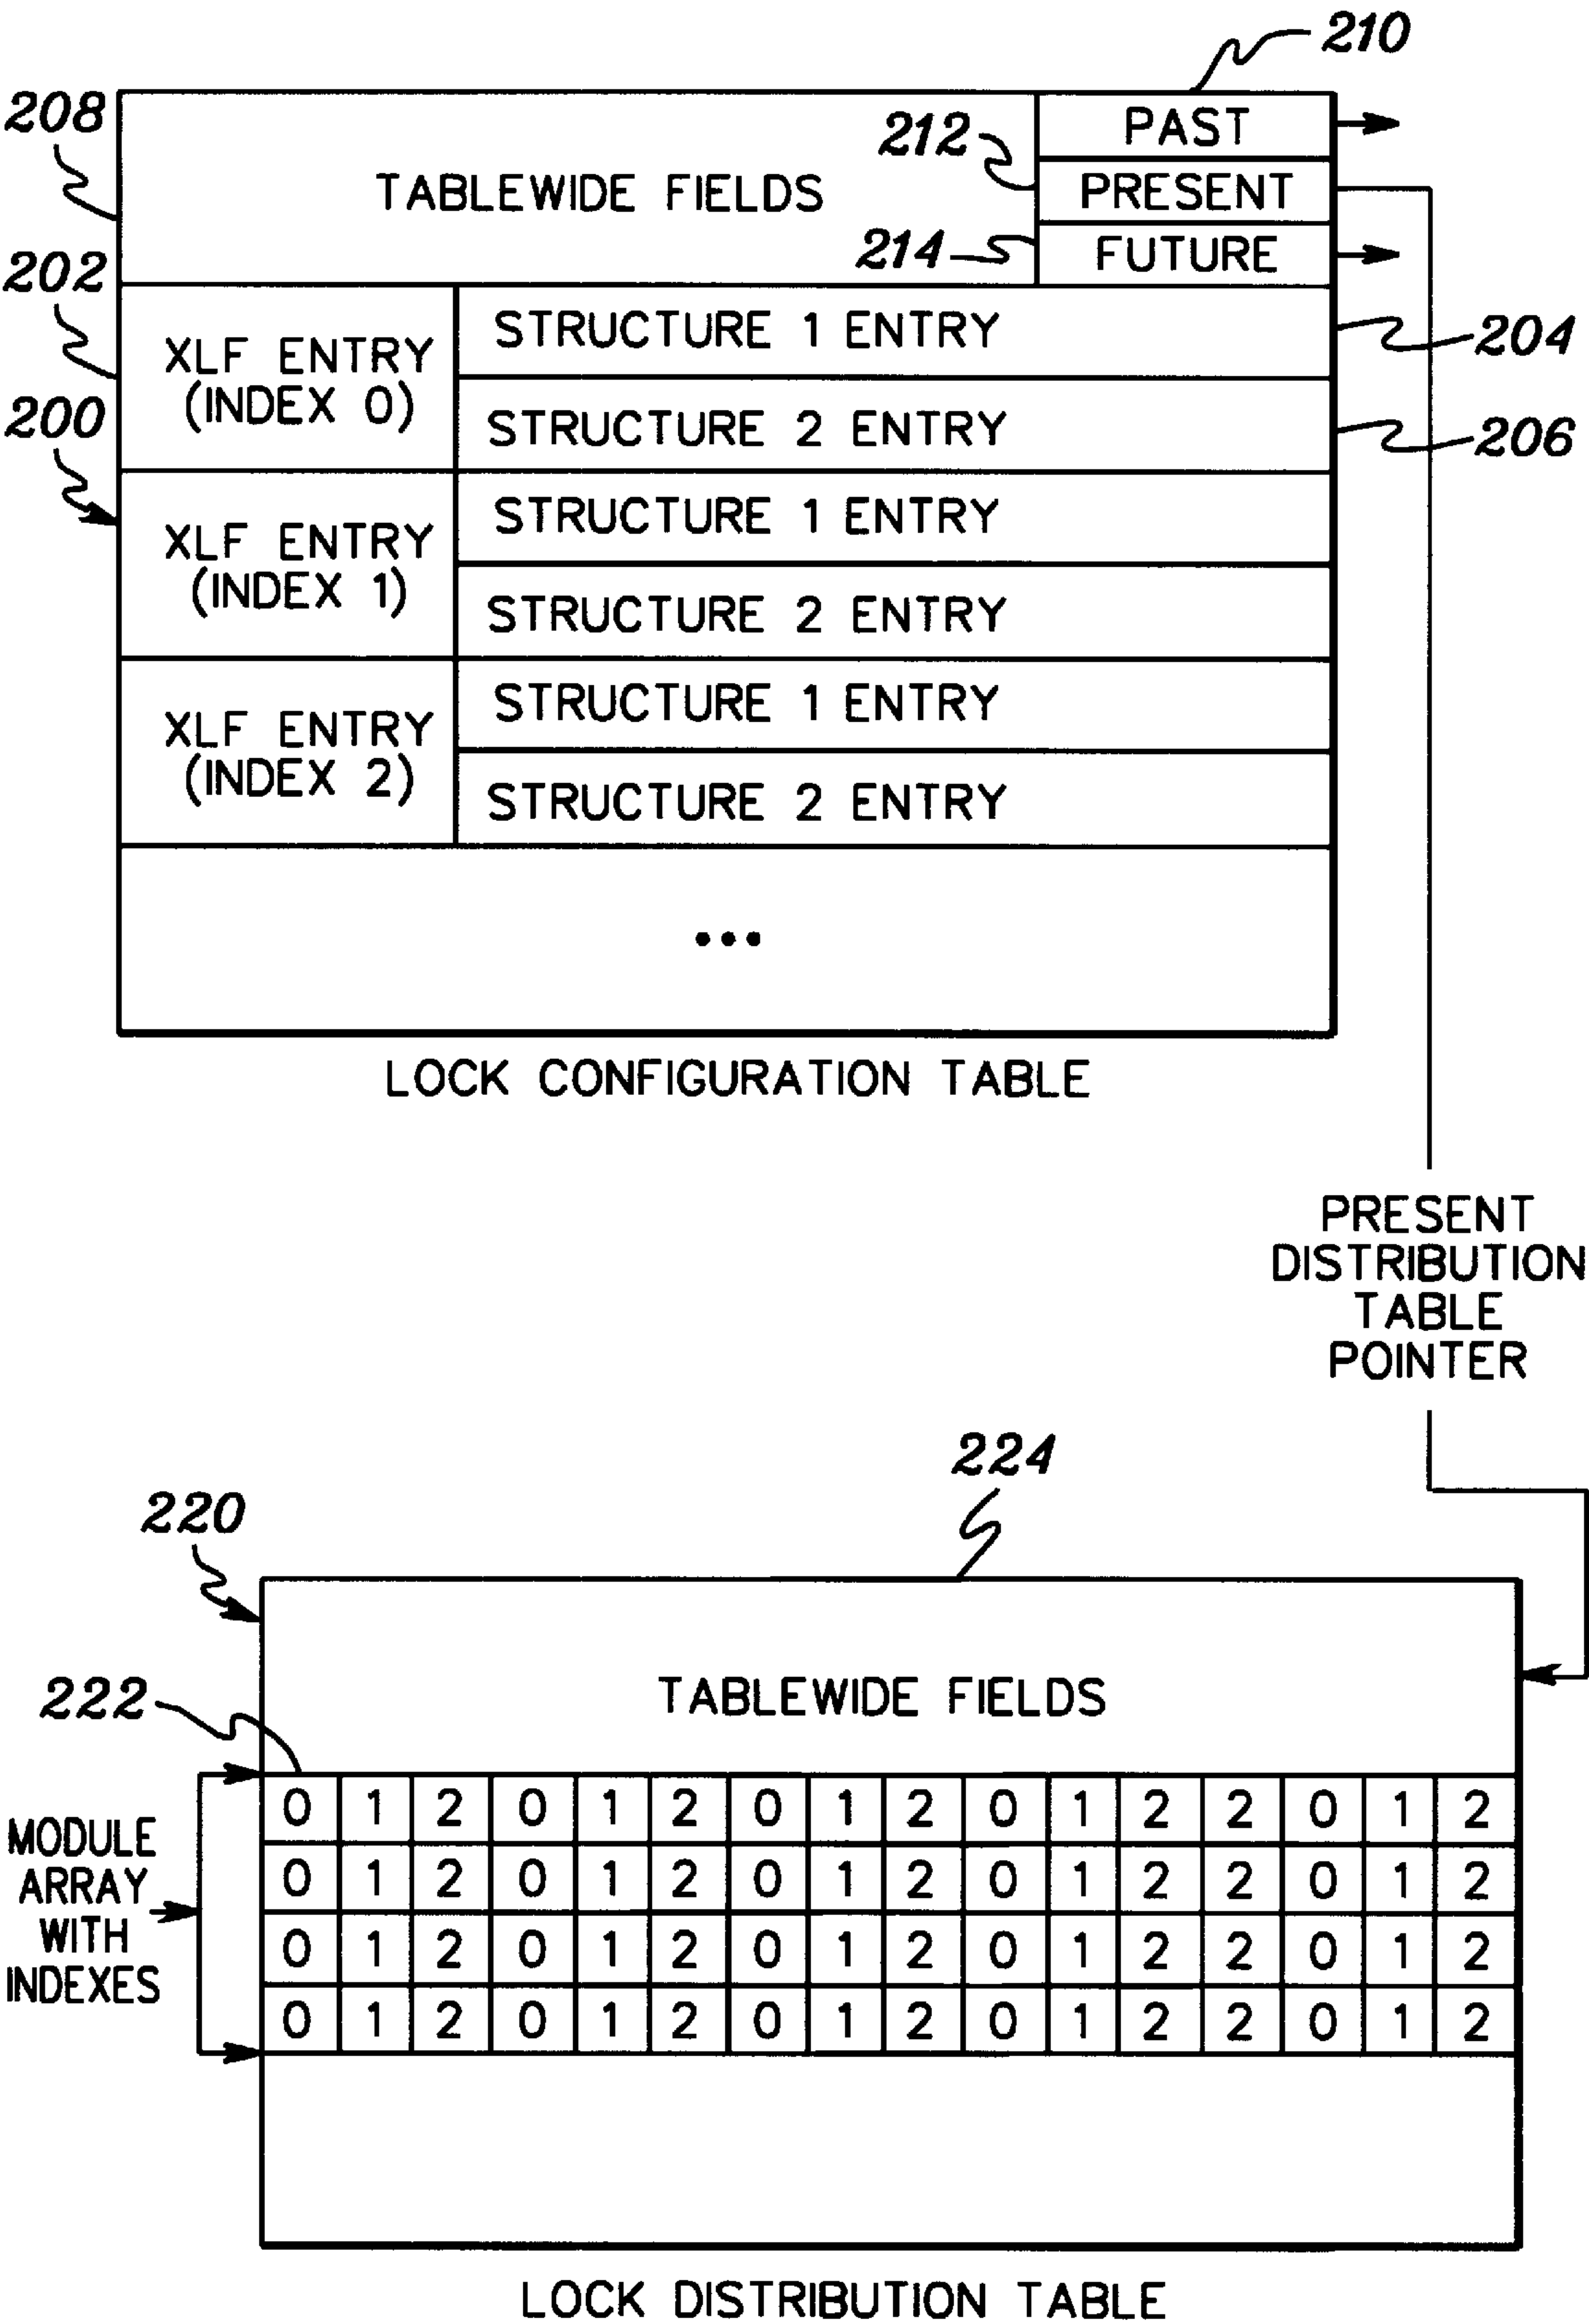 210
208
PAST
212
TABLEWIDE FIELDS
PRESENT
214
FUTURE
202
STRUCTURE 1 ENTRY
204
XLF ENTRY
(INDEX 0)
200
STRUCTURE 2 ENTRY
206
STRUCTURE 1 ENTRY
XLF ENTRY
(INDEX 1)
STRUCTURE 2 ENTRY
STRUCTURE 1 ENTRY
XLF ENTRY
(INDEX 2)
STRUCTURE 2 ENTRY
...
LOCK CONFIGURATION TABLE
PRESENT
DISTRIBUTION
TABLE
POINTER
224
220
TABLEWIDE FIELDS
222
0 1 2 0 1 2 0 1 2 0 1 2 2 0 1 2
0 1 2 0 1 2 0 1 2 0 1 2 2 0 1 2
0 1 2 0 1 2 0 1 2 0 1 2 2 0 1 2
0 1 2 0 1 2 0 1 2 0 1 2 2 0 1 2
MODULE
ARRAY
WITH
INDEXES
LOCK DISTRIBUTION TABLE